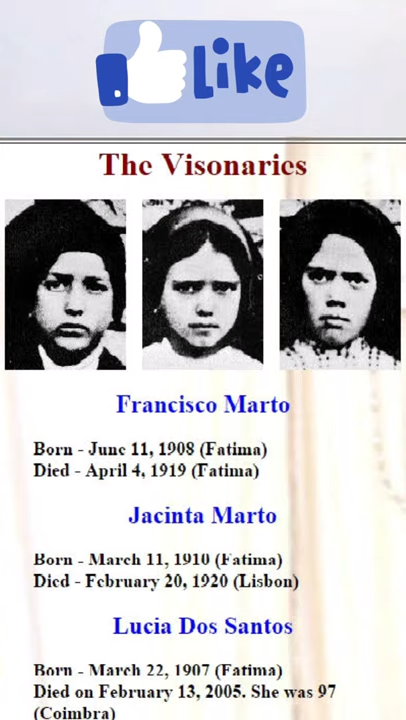 Like
The Visonaries
Francisco Marto
Born - June 11, 1908 (Fatima)
Died - April 4, 1919 (Fatima)
Jacinta Marto
Born - March 11, 1910 (Fatima)
Died - February 20, 1920 (Lisbon)
Lucia Dos Santos
Born - March 22, 1907 (Fatima)
Died on February 13, 2005. She was 97
(Coimbra)